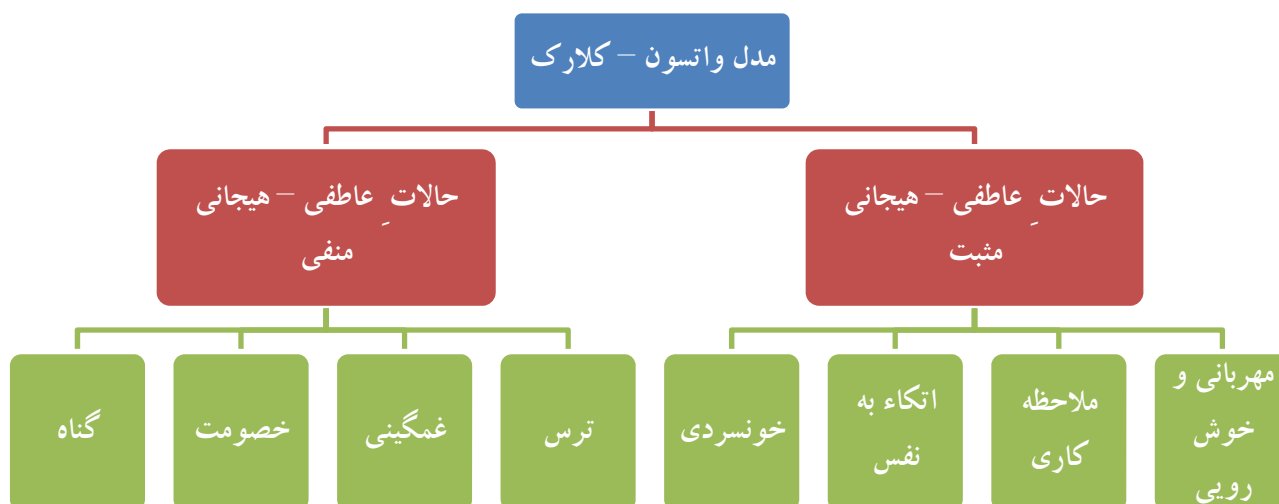 مدل واتسون – کلارک
حالات ِ عاطفی – هیجانی
مثبت
حالات ِ عاطفی – هیجانی
منفی
مهربانی و
خوش
رویی
ملاحظه
کاری
اتکاء به
نفس
خونسردی
ترس
غمگینی
خصومت
گناه